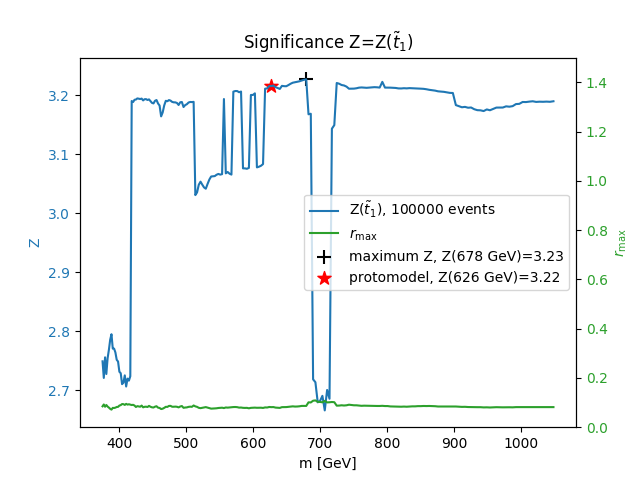 Significance Z=Z(t̃₁)
3.2
3.1
3.0
2.9
2.8
2.7
Z
1.4
1.2
1.0
0.8
0.6
0.4
0.2
0.0
r_max
Z(t̃₁), 100000 events
r_max
maximum Z, Z(678 GeV)=3.23
protomodel, Z(626 GeV)=3.22
400 500 600 700 800 900 1000
m [GeV]